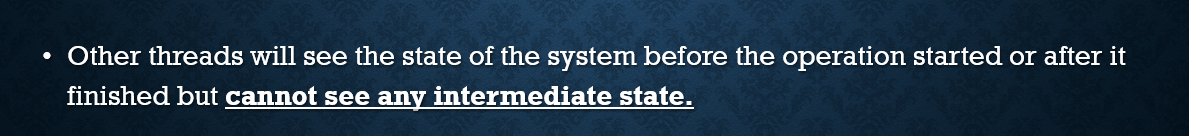 • Other threads will see the state of the system before the operation started or after it
finished but cannot see any intermediate state.